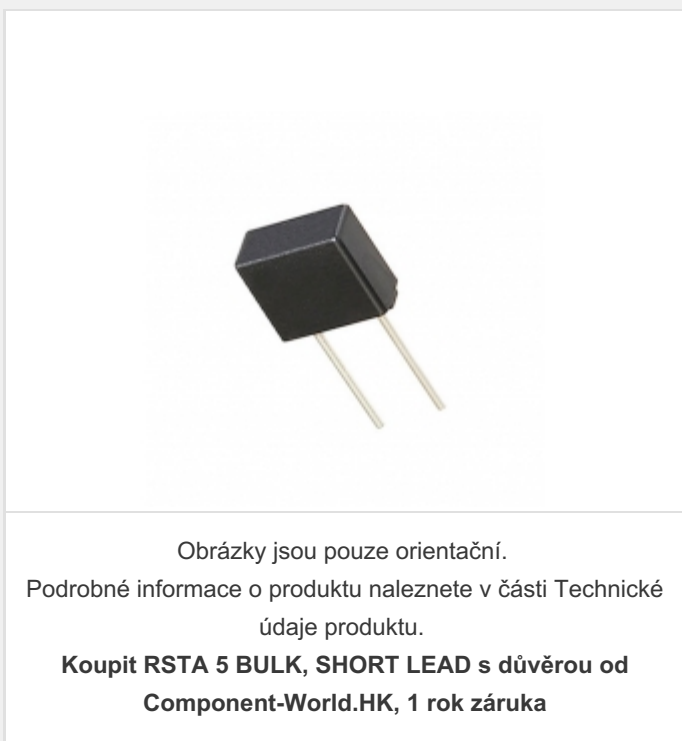 Obrázky jsou pouze orientační.
Podrobné informace o produktu naleznete v části Technické
údaje produktu.
Koupit RSTA 5 BULK, SHORT LEAD s důvěrou od
Component-World.HK, 1 rok záruka